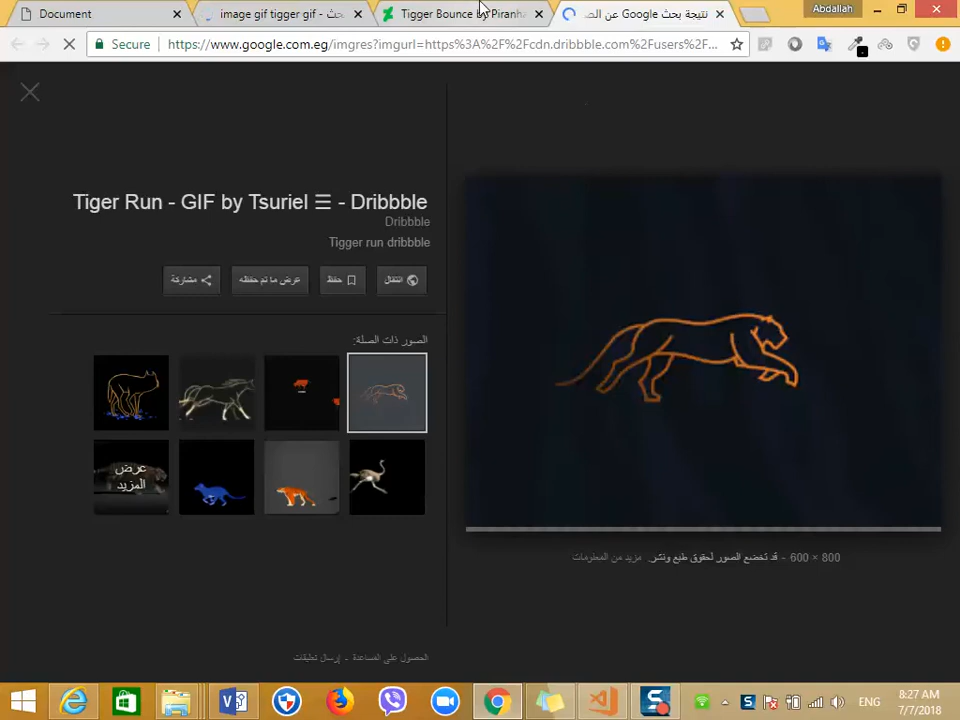 Document
image gif tigger gif - بحث
Tigger Bounce by Piranha
نتيجة بحث Google عن الص
Abdallah
Secure
https://www.google.com.eg/imgres?imgurl=https%3A%2F%2Fcdn.dribbble.com%2Fusers%2F...
Tiger Run - GIF by Tsuriel ☰ - Dribbble
Dribbble
Tigger run dribbble
انتقال
حفظ
عرض ما تم حفظه
مشاركة
الصور ذات الصلة:
عرض
المزيد
600 × 800 - قد تخضع الصور لحقوق طبع ونشر. مزيد من المعلومات
الحصول على المساعدة - إرسال تعليقات
ENG
8:27 AM
7/7/2018